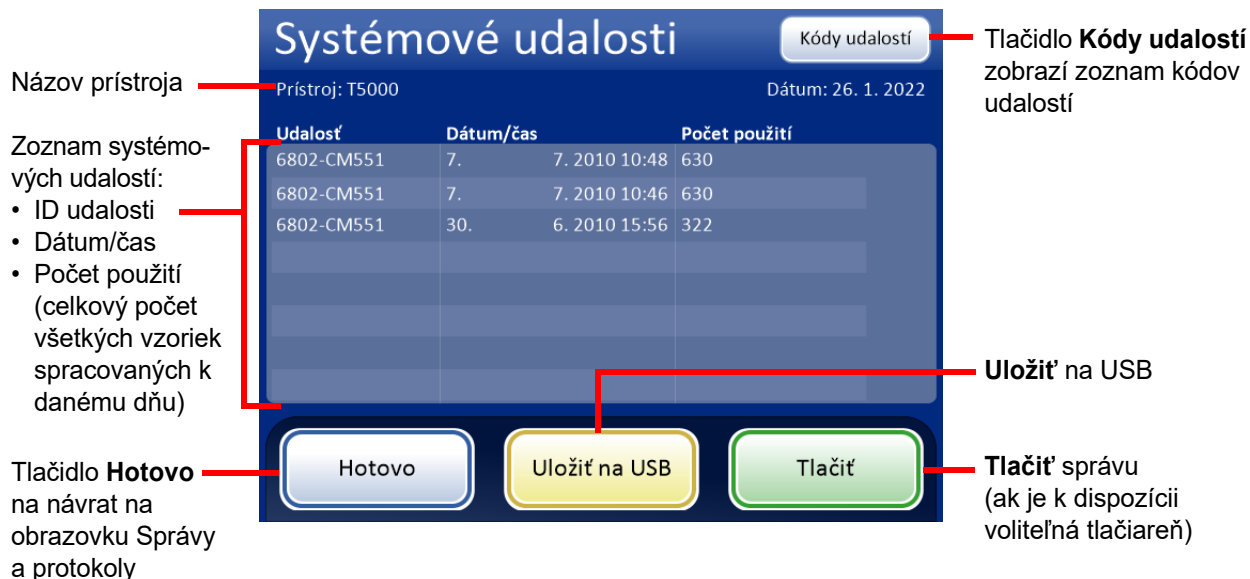 Systémové udalosti
Kódy udalostí
Tlačidlo Kódy udalostí
zobrazí zoznam kódov
udalostí
Názov prístroja
Prístroj: T5000
Dátum: 26. 1. 2022
Zoznam systémo-
vých udalostí:
• ID udalosti
• Dátum/čas
• Počet použití
(celkový počet
všetkých vzoriek
spracovaných k
danému dňu)
Udalosť Dátum/čas Počet použití
6802-CM551 7. 7. 2010 10:48 630
6802-CM551 7. 7. 2010 10:46 630
6802-CM551 30. 6. 2010 15:56 322
Uložiť na USB
Tlačidlo Hotovo
na návrat na
obrazovku Správy
a protokoly
Hotovo
Uložiť na USB
Tlačiť
Tlačiť správu
(ak je k dispozícii
voliteľná tlačiareň)